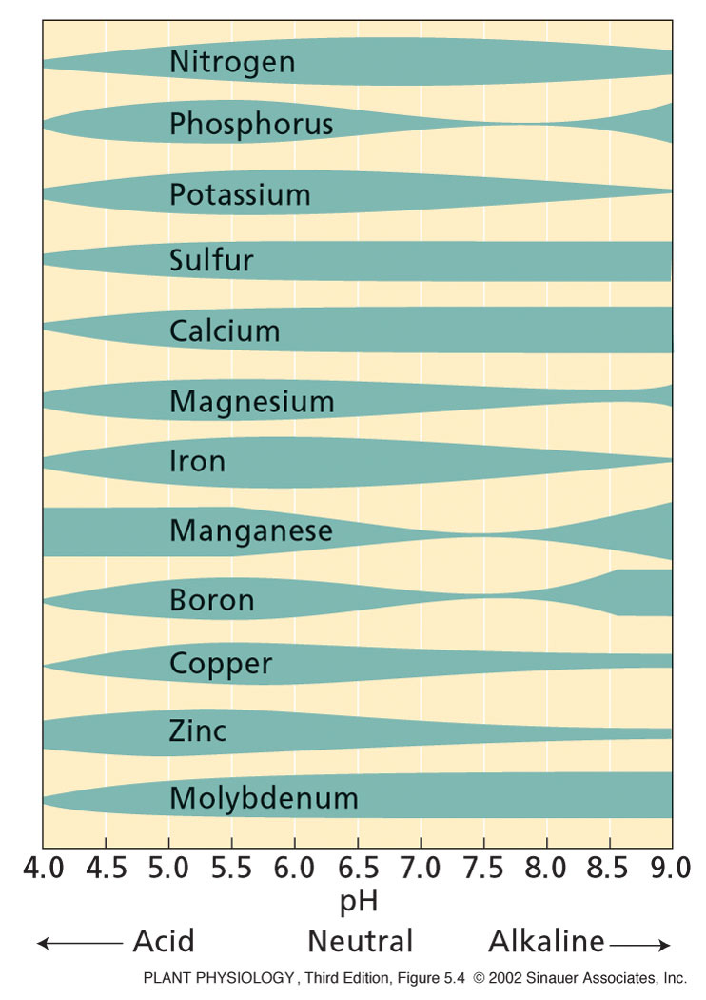 Nitrogen
Phosphorus
Potassium
Sulfur
Calcium
Magnesium
Iron
Manganese
Boron
Copper
Zinc
Molybdenum
4.0 4.5 5.0 5.5 6.0 6.5 7.0 7.5 8.0 8.5 9.0
pH
Acid Neutral Alkaline
PLANT PHYSIOLOGY, Third Edition, Figure 5.4 © 2002 Sinauer Associates, Inc.